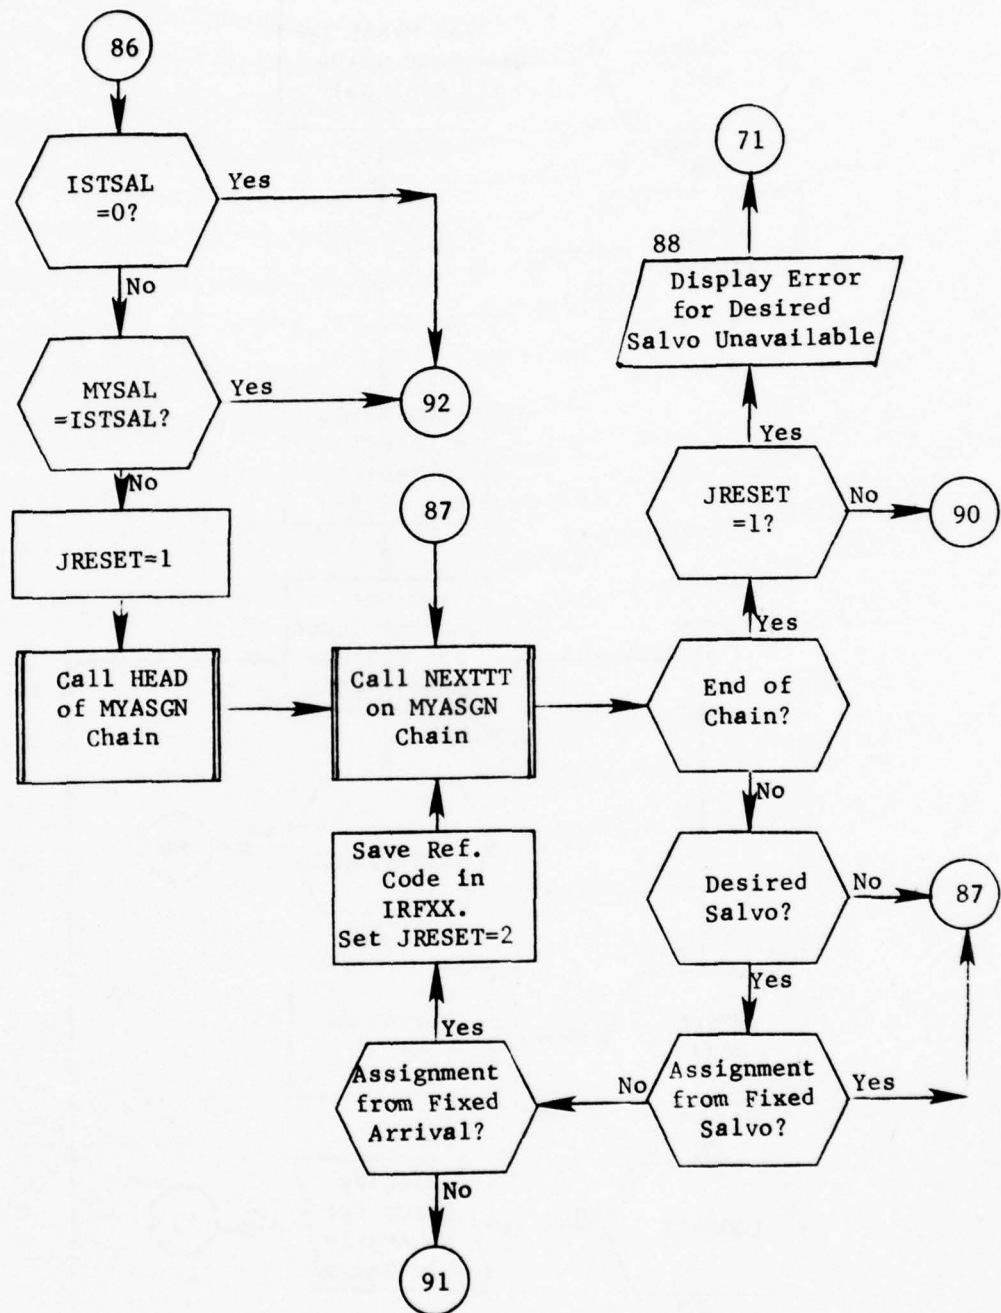 86
ISTSAL
=0?
Yes
No
MYSAL
=ISTSAL?
Yes
92
No
JRESET=1
Call HEAD
of MYASGN
Chain
87
Call NEXTTT
on MYASGN
Chain
End of
Chain?
Yes
JRESET
=1?
No
90
Yes
88
Display Error
for Desired
Salvo Unavailable
71
No
Desired
Salvo?
No
87
Yes
Assignment
from Fixed
Salvo?
Yes
No
Assignment
from Fixed
Arrival?
Yes
Save Ref.
Code in
IRFXX.
Set JRESET=2
No
91